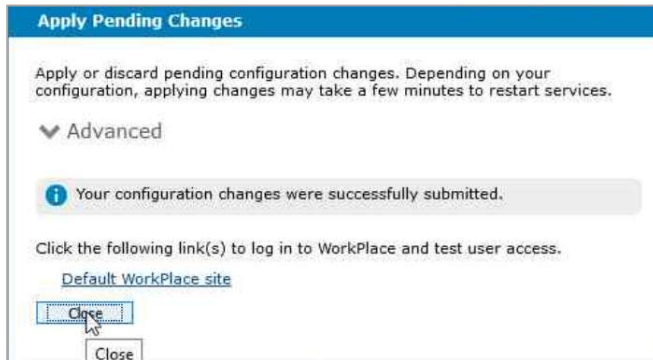 Apply Pending Changes
Apply or discard pending configuration changes. Depending on your
configuration, applying changes may take a few minutes to restart services.
Advanced
Your configuration changes were successfully submitted.
Click the following link(s) to log in to WorkPlace and test user access.
Default WorkPlace site
Close
Close